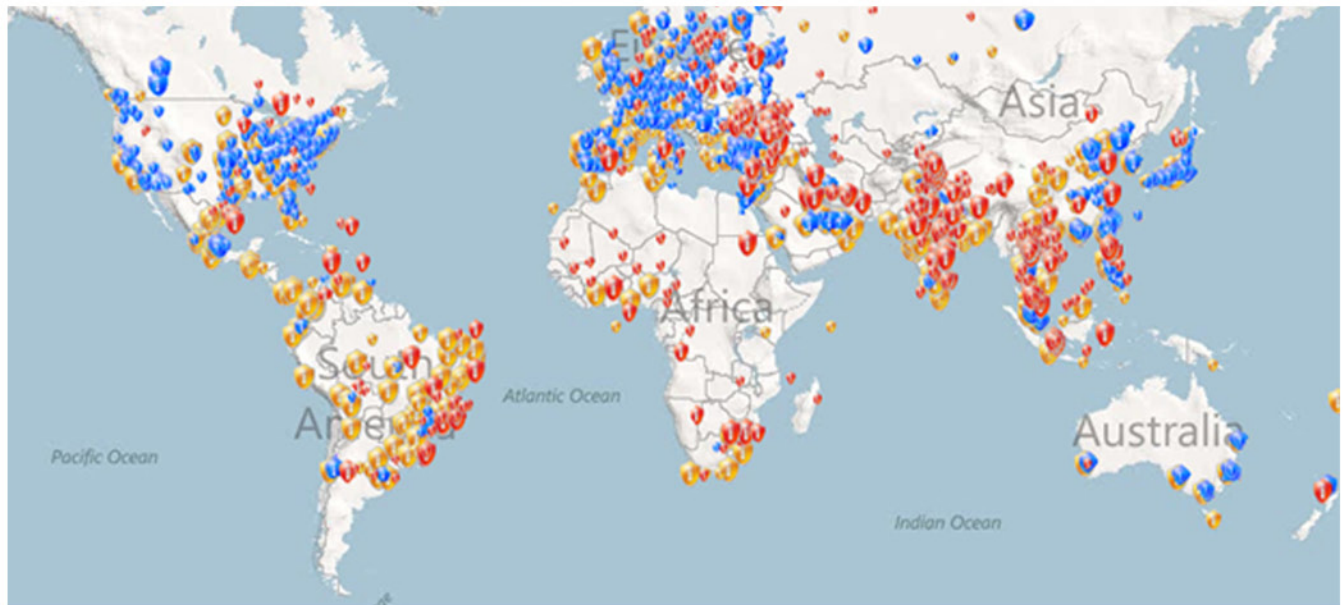 Europe
Asia
Africa
South
America
Atlantic Ocean
Pacific Ocean
Australia
Indian Ocean